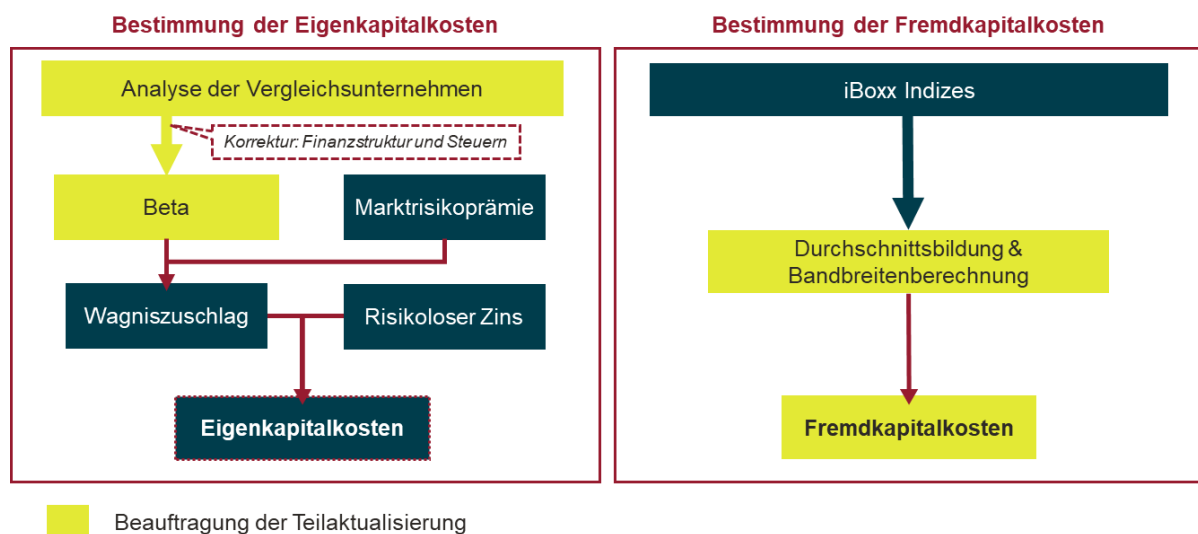 Bestimmung der Eigenkapitalkosten
Analyse der Vergleichsunternehmen
Korrektur: Finanzstruktur und Steuern
Beta
Marktrisikoprämie
Wagniszuschlag
Risikoloser Zins
Eigenkapitalkosten
Bestimmung der Fremdkapitalkosten
iBoxx Indizes
Durchschnittsbildung &
Bandbreitenberechnung
Fremdkapitalkosten
Beauftragung der Teilaktualisierung